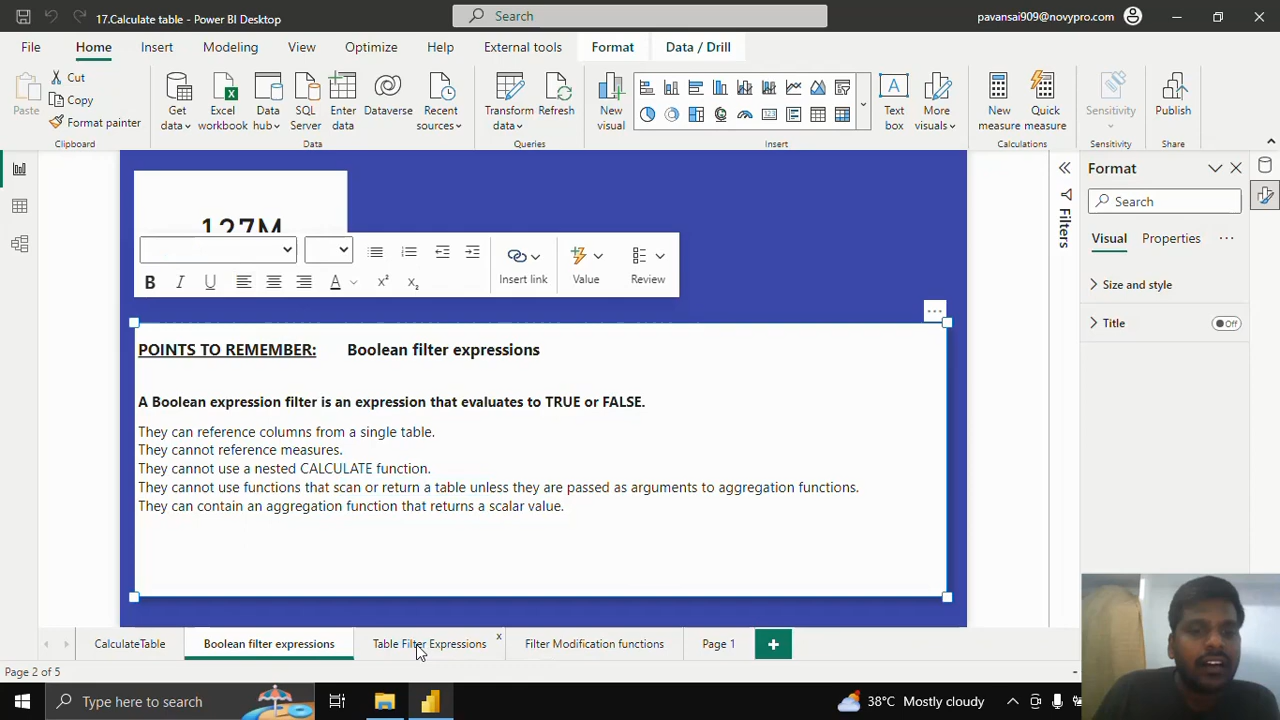 17.Calculate table - Power BI Desktop
Search
pavansai909@novypro.com
File
Home
Insert
Modeling
View
Optimize
Help
External tools
Format
Data / Drill
Paste
Cut
Copy
Format painter
Clipboard
Get data
Excel workbook
Data hub
SQL Server
Enter data
Dataverse
Recent sources
Data
Transform data
Refresh
Queries
New visual
Text box
More visuals
Insert
New measure
Quick measure
Calculations
Sensitivity
Sensitivity
Publish
Share
127M
Insert link
Value
Review
POINTS TO REMEMBER: Boolean filter expressions
A Boolean expression filter is an expression that evaluates to TRUE or FALSE.
They can reference columns from a single table.
They cannot reference measures.
They cannot use a nested CALCULATE function.
They cannot use functions that scan or return a table unless they are passed as arguments to aggregation functions.
They can contain an aggregation function that returns a scalar value.
Filters
Format
Search
Visual
Properties
Size and style
Title
Off
CalculateTable
Boolean filter expressions
Table Filter Expressions
Filter Modification functions
Page 1
Page 2 of 5
Type here to search
38°C Mostly cloudy